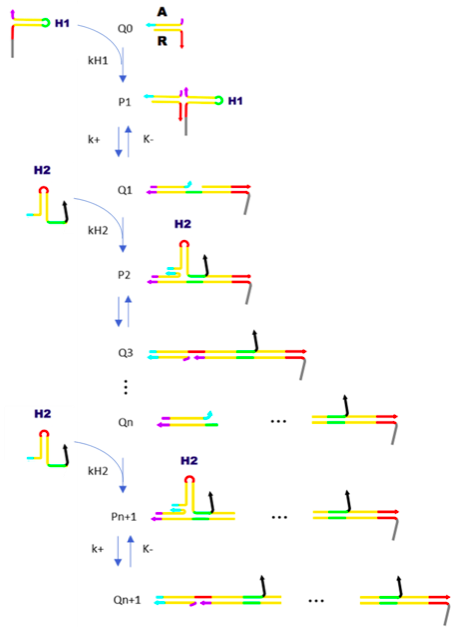 H1
Q0
A
R
kH1
P1
H1
k+
K-
H2
Q1
kH2
H2
P2
Q3
Qn
...
H2
kH2
H2
Pn+1
...
k+
K-
Qn+1
...